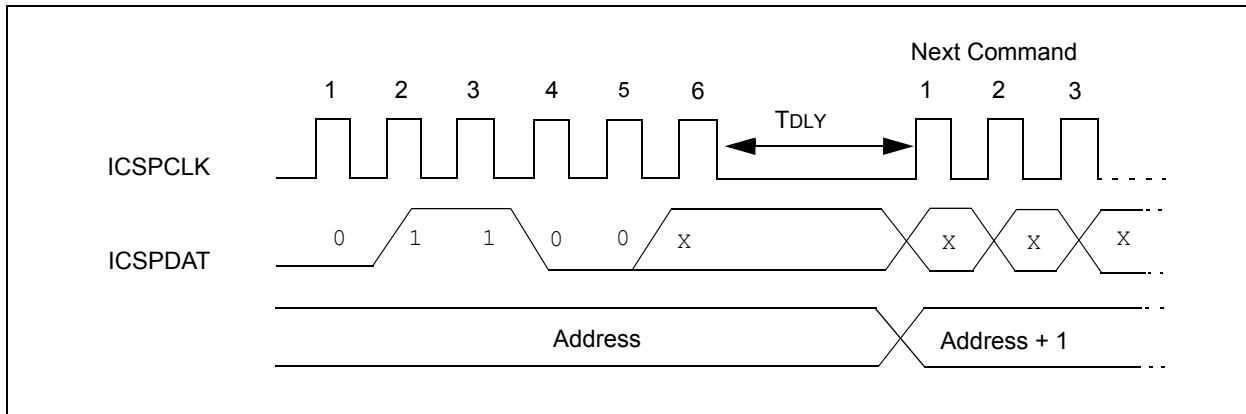 Next Command
1 2 3 4 5 6 1 2 3
TDLY
ICSPCLK
ICSPDAT 0 1 1 0 0 x x x x
Address Address + 1